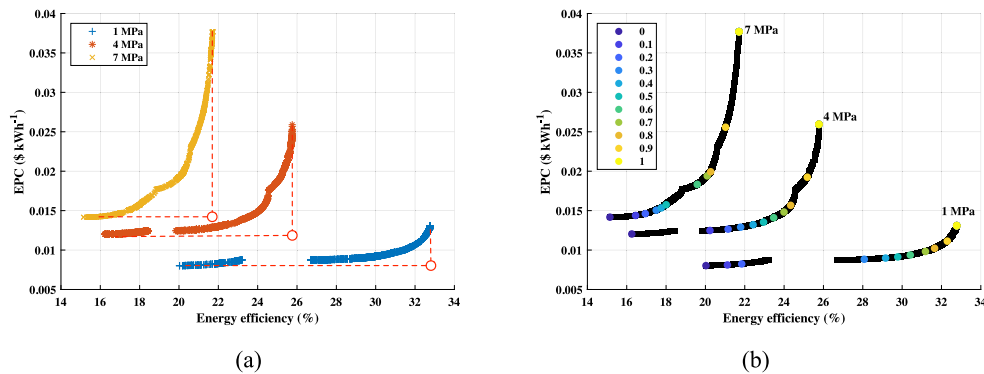 0.04
0.035
0.03
0.025
0.02
0.015
0.01
0.005
EPC ($ kWh⁻¹)
1 MPa
4 MPa
7 MPa
14 16 18 20 22 24 26 28 30 32 34
Energy efficiency (%)
(a)
0.04
0.035
0.03
0.025
0.02
0.015
0.01
0.005
EPC ($ kWh⁻¹)
0
0.1
0.2
0.3
0.4
0.5
0.6
0.7
0.8
0.9
1
7 MPa
4 MPa
1 MPa
14 16 18 20 22 24 26 28 30 32 34
Energy efficiency (%)
(b)